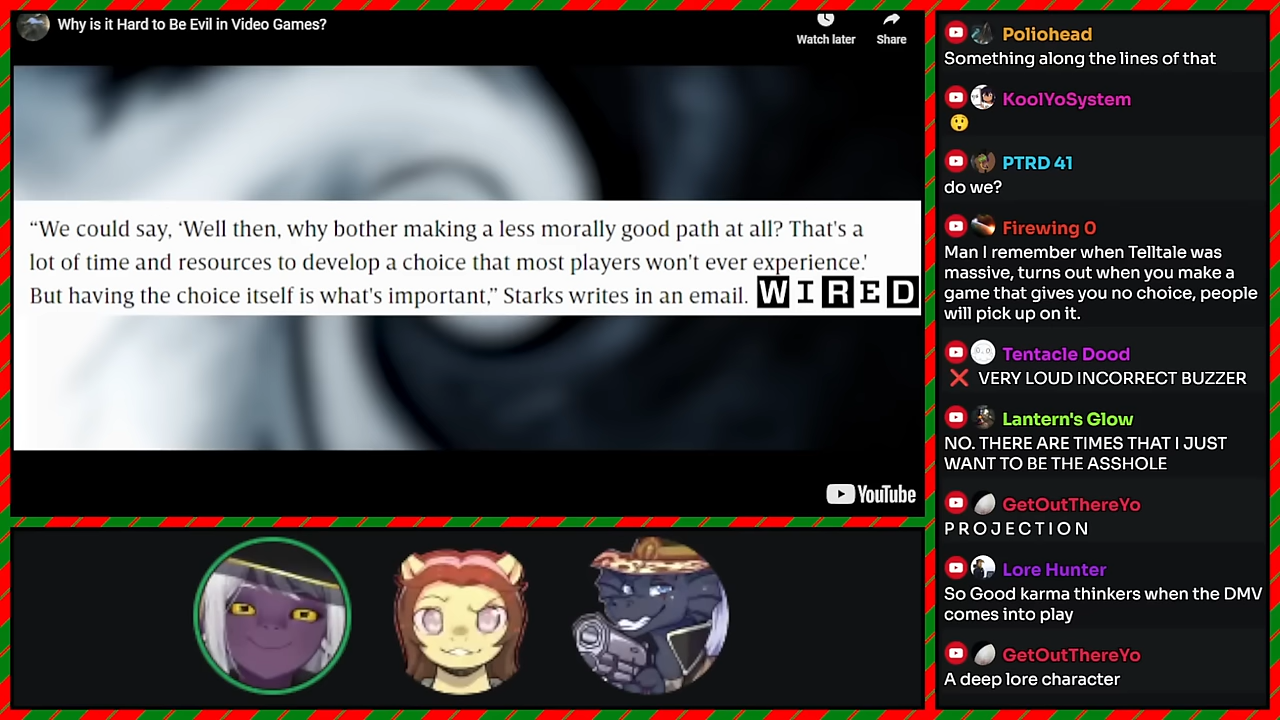 Why is it Hard to Be Evil in Video Games?
Watch later
Share
“We could say, ‘Well then, why bother making a less morally good path at all? That's a
lot of time and resources to develop a choice that most players won't ever experience.'
But having the choice itself is what's important,” Starks writes in an email. WIRED
YouTube
Poliohead
Something along the lines of that
KoolYoSystem
😲
PTRD 41
do we?
Firewing 0
Man I remember when Telltale was
massive, turns out when you make a
game that gives you no choice, people
will pick up on it.
Tentacle Dood
❌ VERY LOUD INCORRECT BUZZER
Lantern's Glow
NO. THERE ARE TIMES THAT I JUST
WANT TO BE THE ASSHOLE
GetOutThereYo
P R O J E C T I O N
Lore Hunter
So Good karma thinkers when the DMV
comes into play
GetOutThereYo
A deep lore character